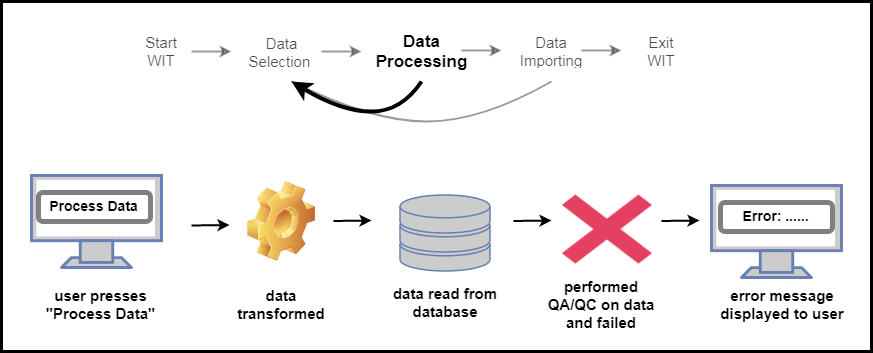 Start
WIT
Data
Selection
Data
Processing
Data
Importing
Exit
WIT
Process Data
Error: ......
user presses
"Process Data"
data
transformed
data read from
database
performed
QA/QC on data
and failed
error message
displayed to user